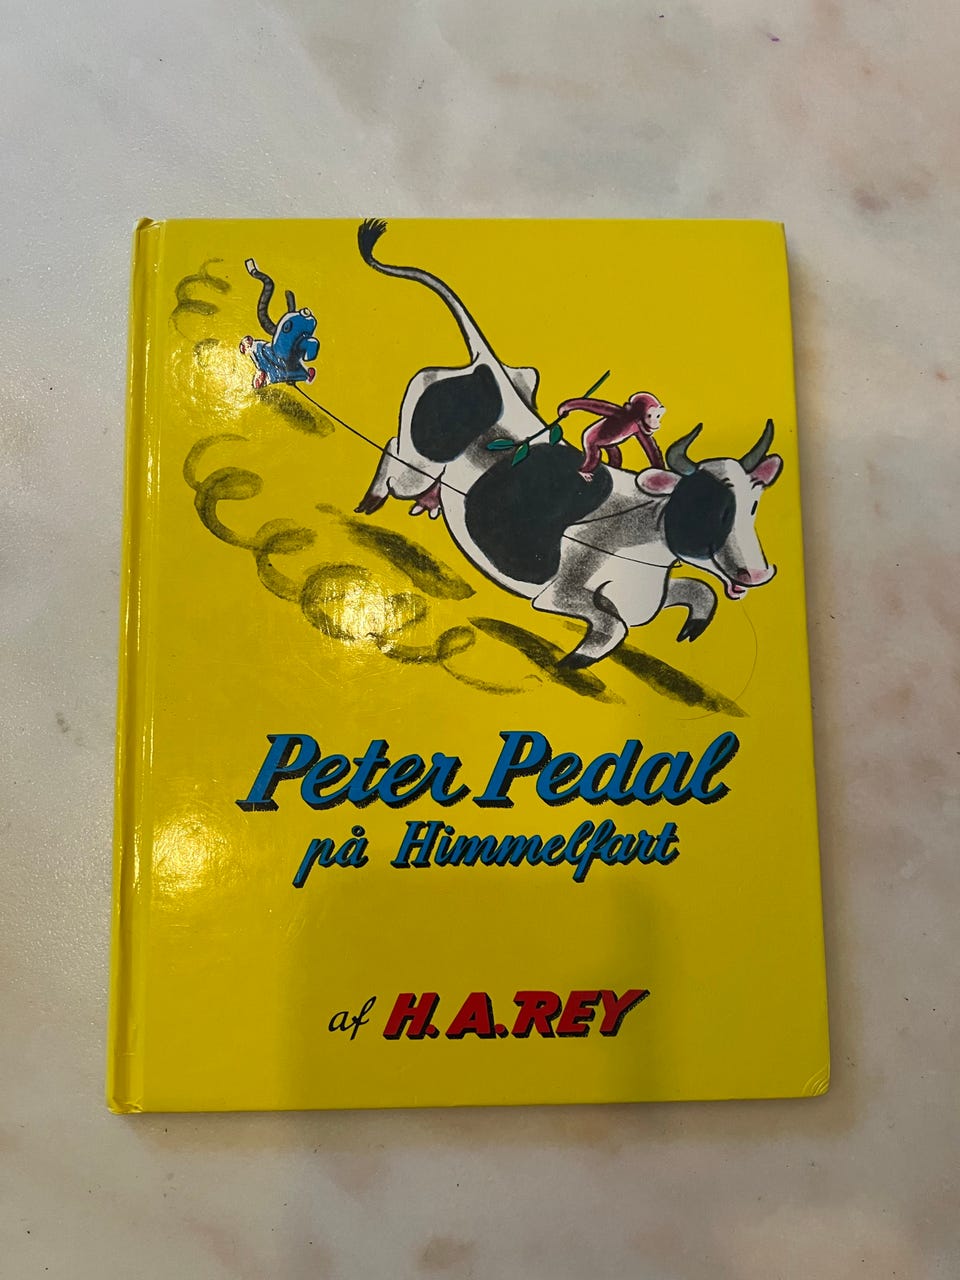 Peter Pedal
på Himmelfart
af H.A.REY